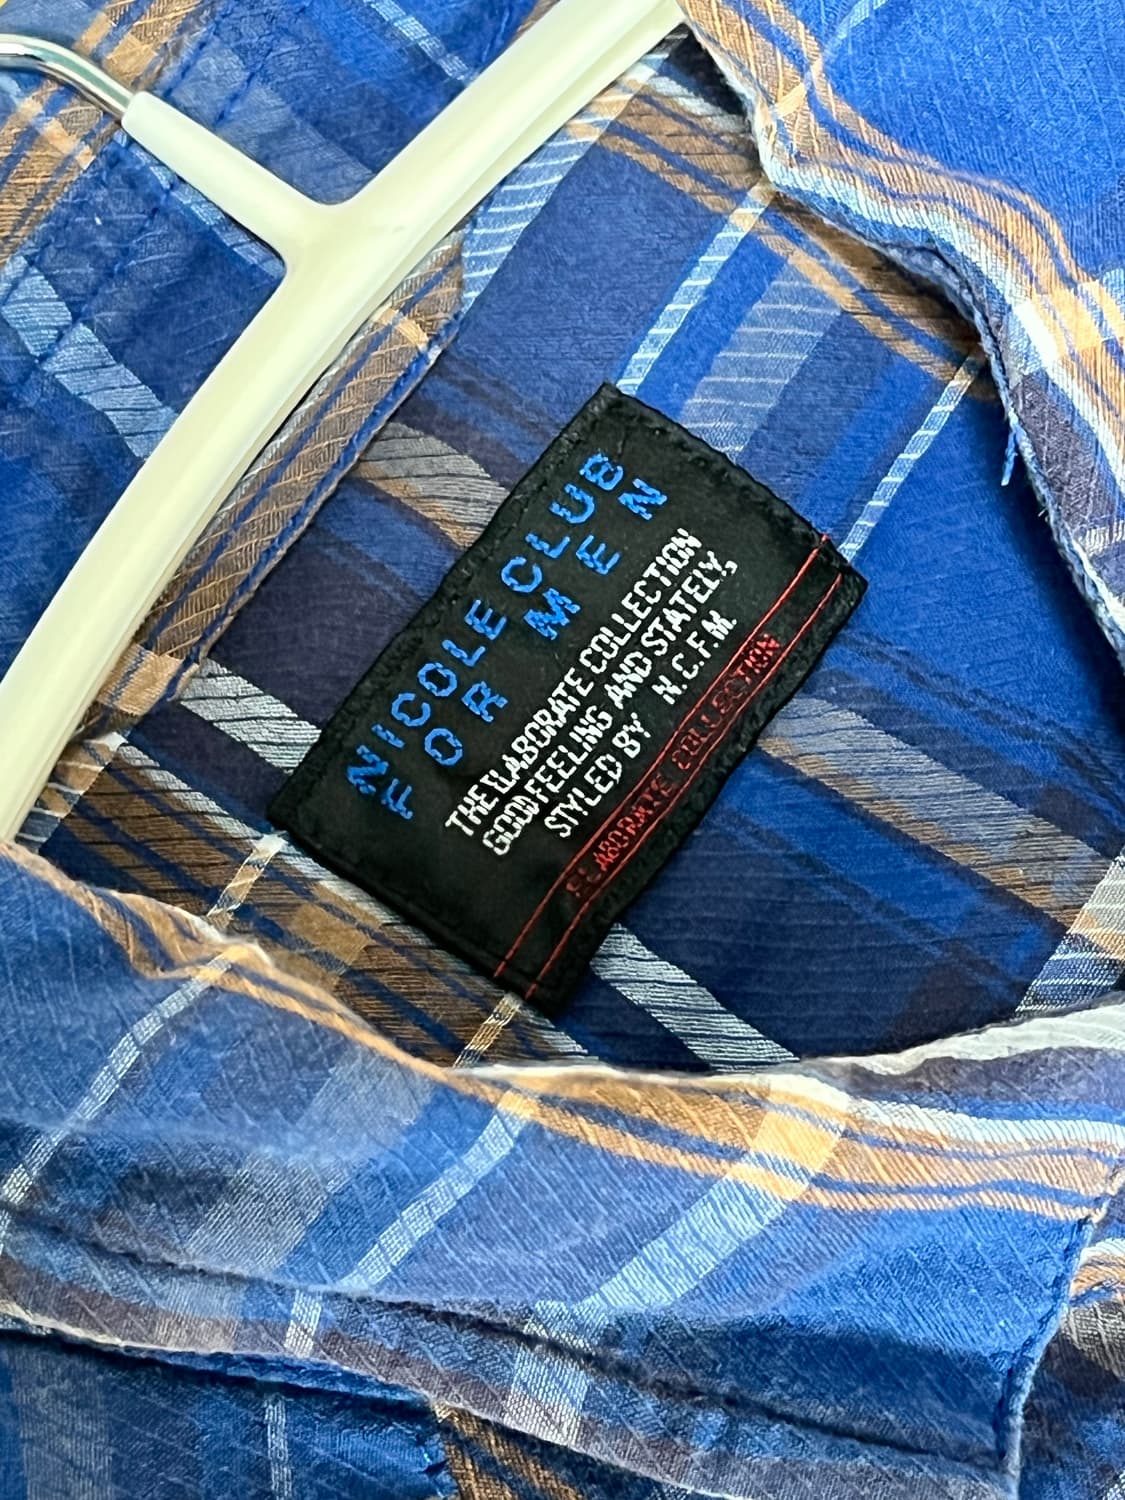 NICOLE CLUB
FOR MEN
THE ELABORATE COLLECTION
GOOD FEELING AND STATELY,
STYLED BY N.C.F.M.
ELABORATE COLLECTION